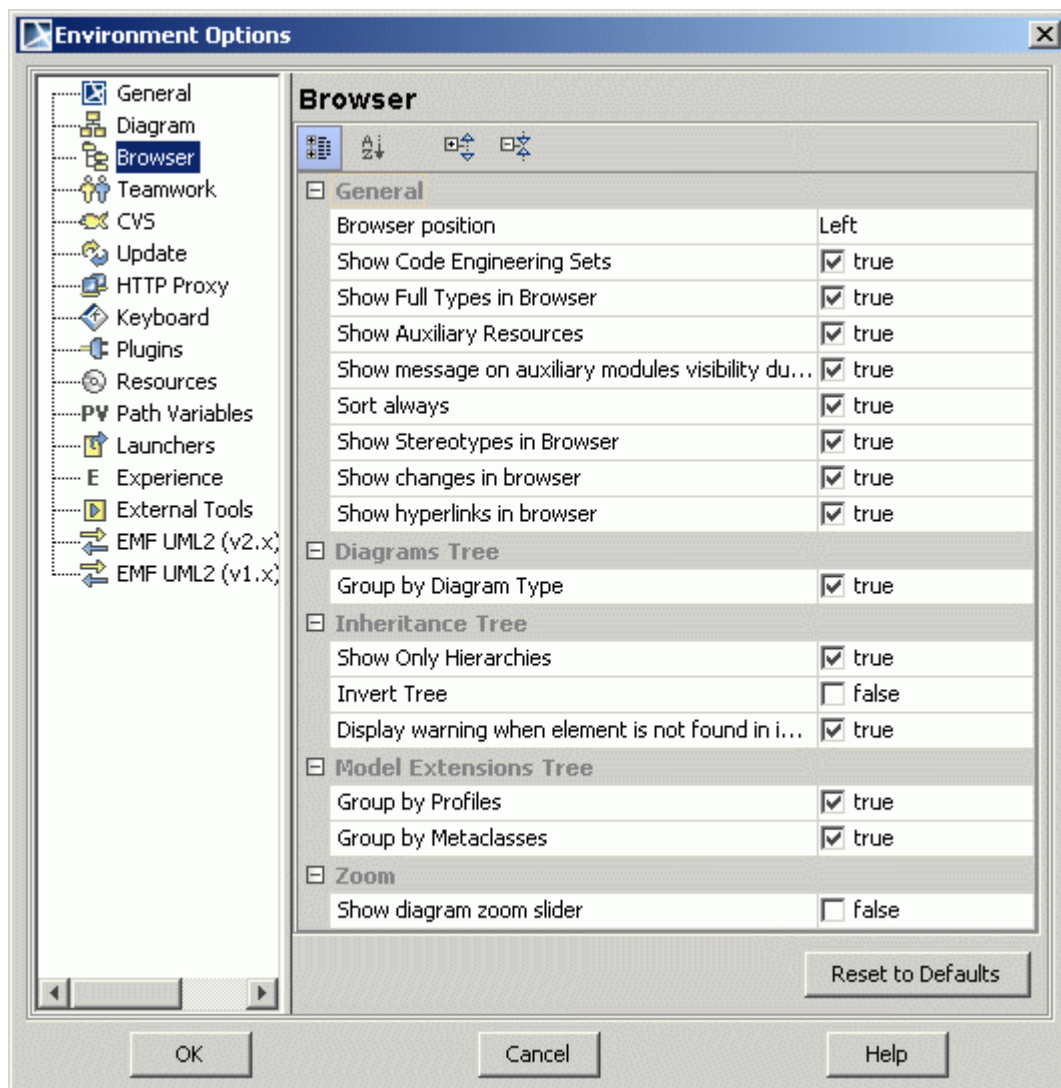 Environment Options
General
Diagram
Browser
Teamwork
CVS
Update
HTTP Proxy
Keyboard
Plugins
Resources
PV Path Variables
Launchers
E Experience
External Tools
EMF UML2 (v2.x)
EMF UML2 (v1.x)
Browser
General
Browser position Left
Show Code Engineering Sets true
Show Full Types in Browser true
Show Auxiliary Resources true
Show message on auxiliary modules visibility du... true
Sort always true
Show Stereotypes in Browser true
Show changes in browser true
Show hyperlinks in browser true
Diagrams Tree
Group by Diagram Type true
Inheritance Tree
Show Only Hierarchies true
Invert Tree false
Display warning when element is not found in i... true
Model Extensions Tree
Group by Profiles true
Group by Metaclasses true
Zoom
Show diagram zoom slider false
Reset to Defaults
OK Cancel Help